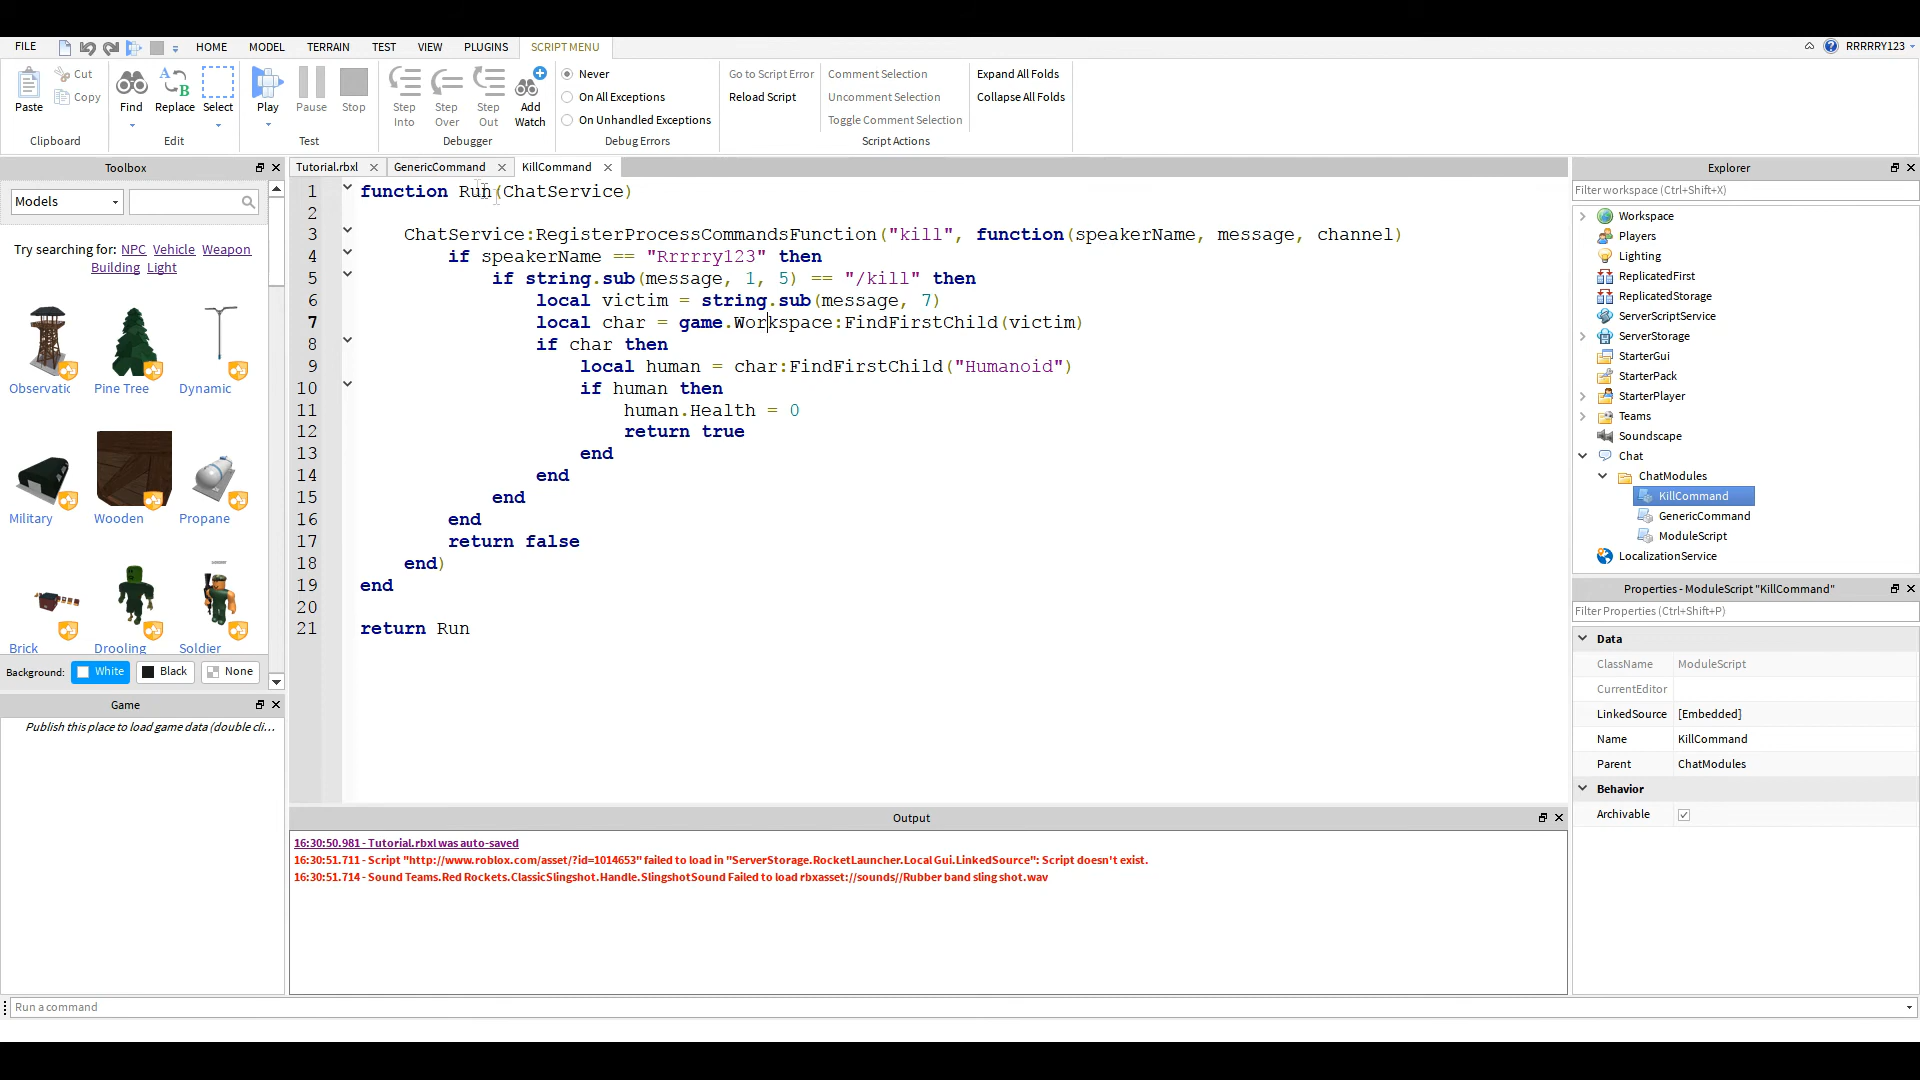 FILE HOME MODEL TERRAIN TEST VIEW PLUGINS SCRIPT MENU RRRRRY123
Paste Cut Copy
Clipboard
Find Replace Select
Edit
Play Pause Stop
Test
Step Into Step Over Step Out Add Watch
Debugger
Never
On All Exceptions
On Unhandled Exceptions
Debug Errors
Go to Script Error
Reload Script
Comment Selection
Uncomment Selection
Toggle Comment Selection
Script Actions
Expand All Folds
Collapse All Folds
Toolbox
Models
Try searching for: NPC Vehicle Weapon
Building Light
Observatic Pine Tree Dynamic
Military Wooden Propane
Brick Drooling Soldier
Background: White Black None
Game
Publish this place to load game data (double cli...
Tutorial.rbxl GenericCommand KillCommand
1 function Run(ChatService)
2
3 ChatService:RegisterProcessCommandsFunction("kill", function(speakerName, message, channel)
4 if speakerName == "Rrrrry123" then
5 if string.sub(message, 1, 5) == "/kill" then
6 local victim = string.sub(message, 7)
7 local char = game.Workspace:FindFirstChild(victim)
8 if char then
9 local human = char:FindFirstChild("Humanoid")
10 if human then
11 human.Health = 0
12 return true
13 end
14 end
15 end
16 end
17 return false
18 end)
19 end
20
21 return Run
Output
16:30:50.981 - Tutorial.rbxl was auto-saved
16:30:51.711 - Script "http://www.roblox.com/asset/?id=1014653" failed to load in "ServerStorage.RocketLauncher.Local Gui.LinkedSource": Script doesn't exist.
16:30:51.714 - Sound Teams.Red Rockets.ClassicSlingshot.Handle.SlingshotSound Failed to load rbxasset://sounds//Rubber band sling shot.wav
Run a command
Explorer
Filter workspace (Ctrl+Shift+X)
Workspace
Players
Lighting
ReplicatedFirst
ReplicatedStorage
ServerScriptService
ServerStorage
StarterGui
StarterPack
StarterPlayer
Teams
Soundscape
Chat
ChatModules
KillCommand
GenericCommand
ModuleScript
LocalizationService
Properties - ModuleScript "KillCommand"
Filter Properties (Ctrl+Shift+P)
Data
ClassName ModuleScript
CurrentEditor
LinkedSource [Embedded]
Name KillCommand
Parent ChatModules
Behavior
Archivable